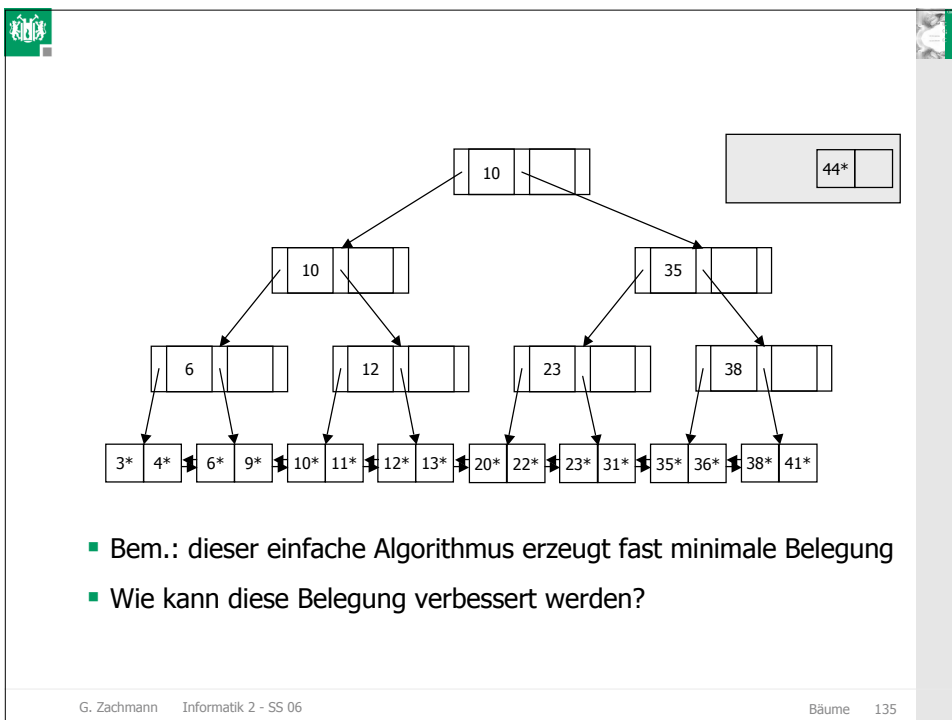 10
44*
10
35
6
12
23
38
3* 4* 6* 9* 10* 11* 12* 13* 20* 22* 23* 31* 35* 36* 38* 41*
Bem.: dieser einfache Algorithmus erzeugt fast minimale Belegung
Wie kann diese Belegung verbessert werden?
G. Zachmann Informatik 2 - SS 06
Bäume 135